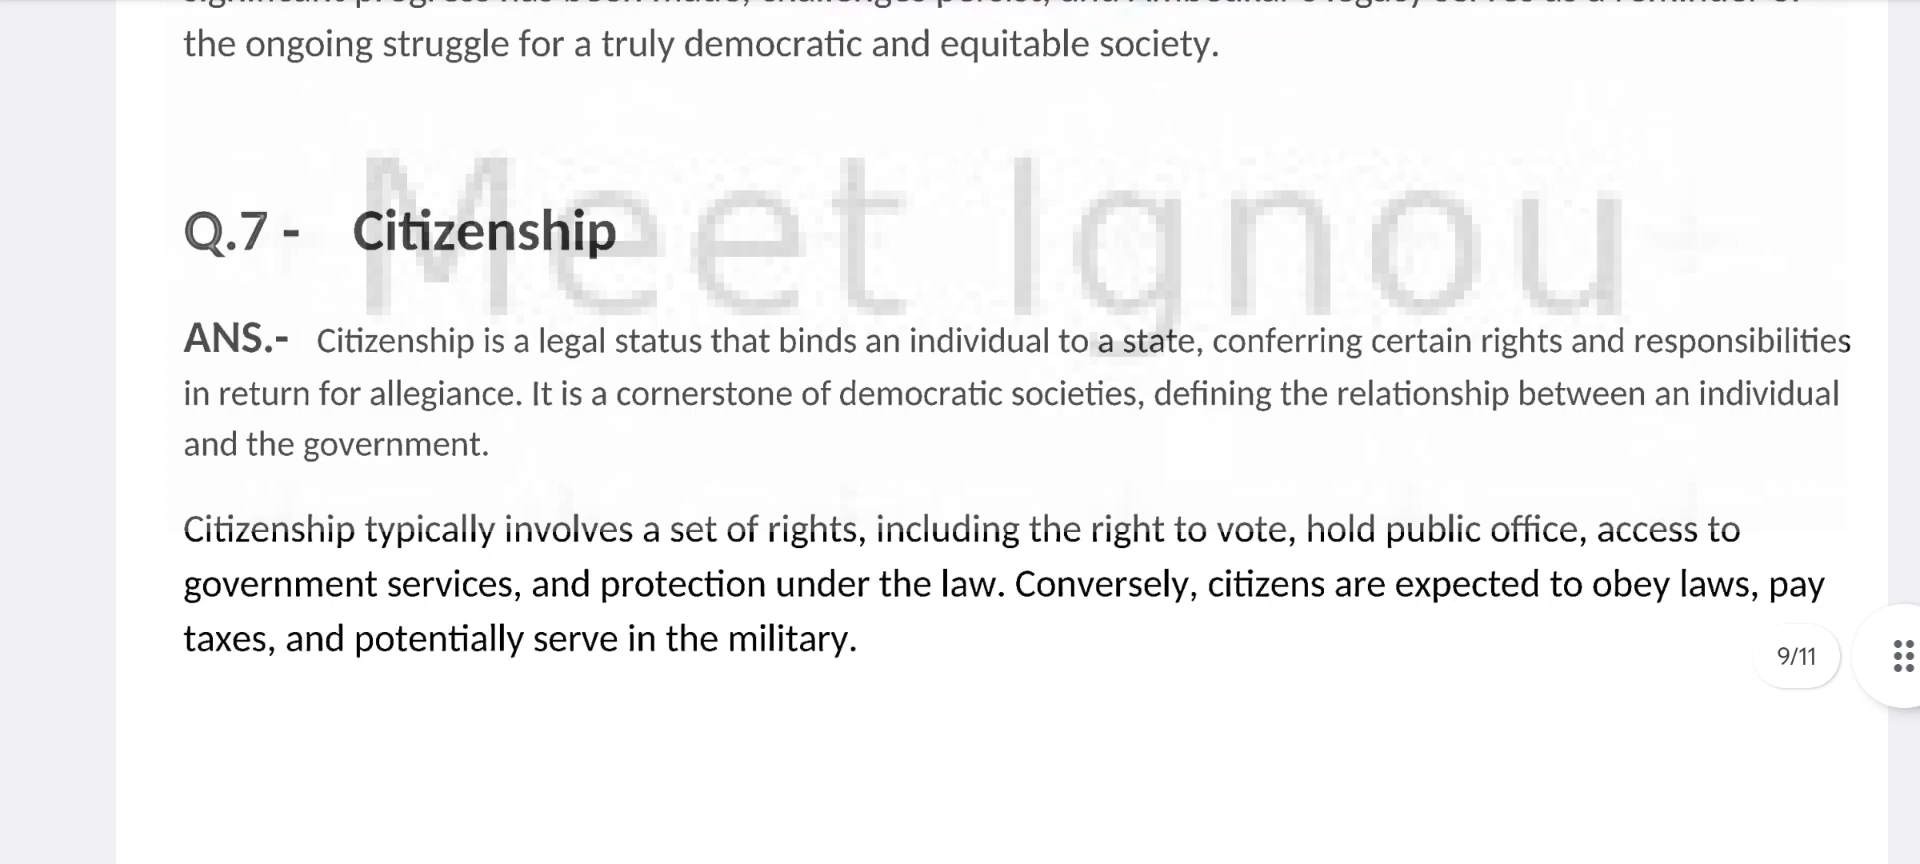 the ongoing struggle for a truly democratic and equitable society.
Meet Ignou
Q.7 - Citizenship
ANS.- Citizenship is a legal status that binds an individual to a state, conferring certain rights and responsibilities
in return for allegiance. It is a cornerstone of democratic societies, defining the relationship between an individual
and the government.
Citizenship typically involves a set of rights, including the right to vote, hold public office, access to
government services, and protection under the law. Conversely, citizens are expected to obey laws, pay
taxes, and potentially serve in the military.
9/11